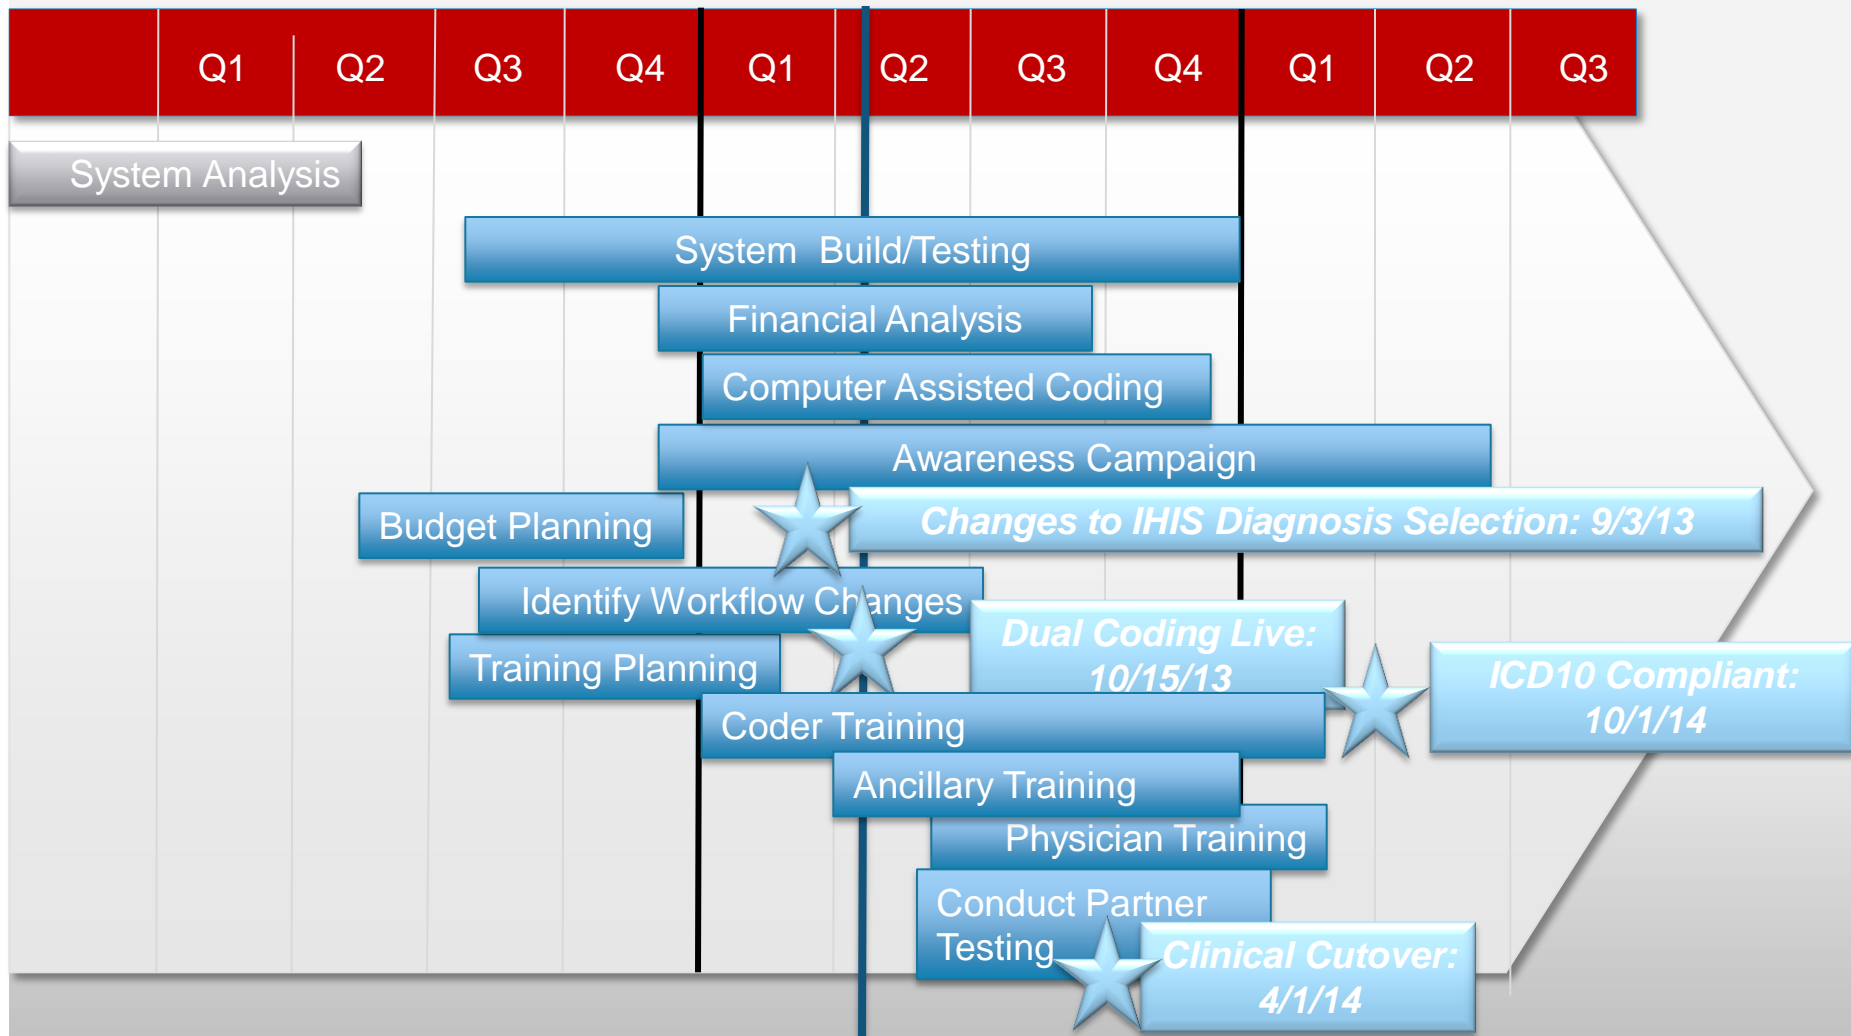 Q1 Q2 Q3 Q4 Q1 Q2 Q3 Q4 Q1 Q2 Q3
System Analysis
System Build/Testing
Financial Analysis
Computer Assisted Coding
Awareness Campaign
Changes to IHIS Diagnosis Selection: 9/3/13
Budget Planning
Identify Workflow Changes
Dual Coding Live:
10/15/13
Training Planning
ICD10 Compliant:
10/1/14
Coder Training
Ancillary Training
Physician Training
Conduct Partner
Testing
Clinical Cutover:
4/1/14